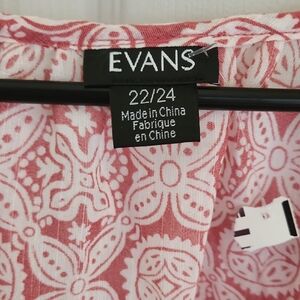 EVANS
22/24
Made in China
Fabrique
en Chine